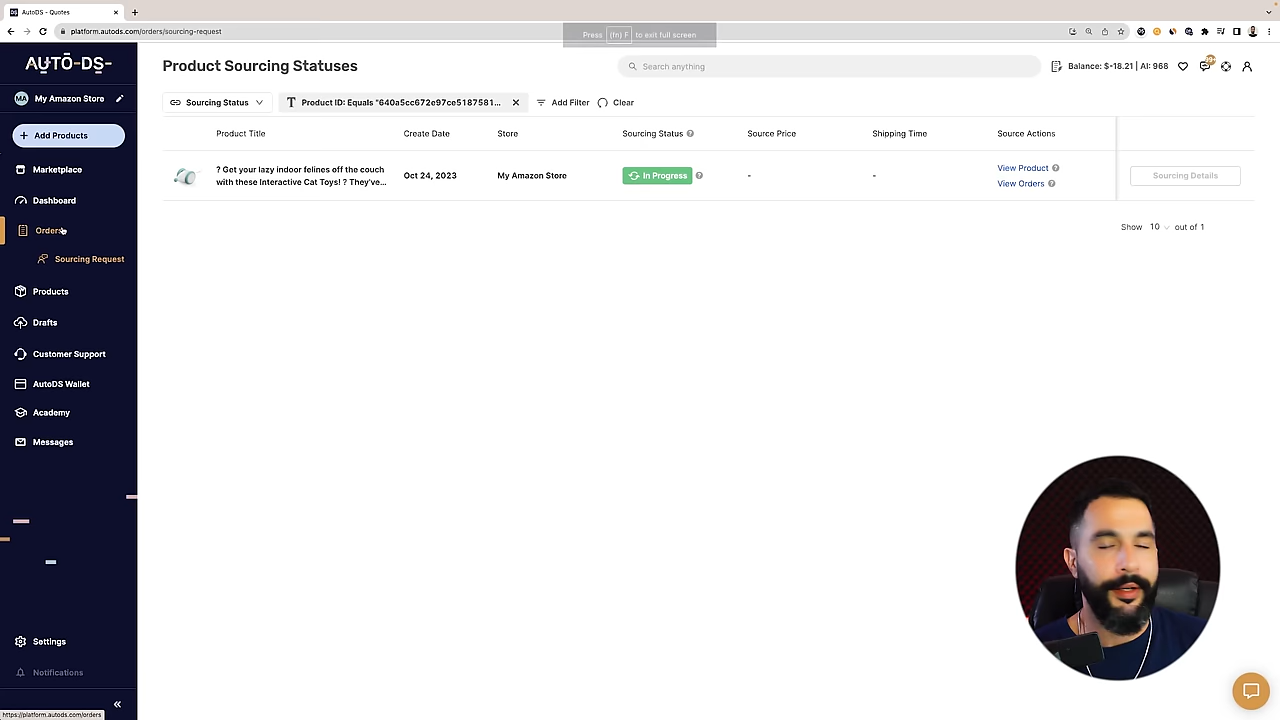 AutoDS - Quotes
platform.autods.com/orders/sourcing-request
Press (fn) F to exit full screen
AUTO-DS-
MA My Amazon Store
+ Add Products
Marketplace
Dashboard
Orders
Sourcing Request
Products
Drafts
Customer Support
AutoDS Wallet
Academy
Messages
Settings
Notifications
https://platform.autods.com/orders
Product Sourcing Statuses
Search anything
Balance: $-18.21 | AI: 968
99+
Sourcing Status
Product ID: Equals "640a5cc672e97ce5187581...
Add Filter
Clear
Product Title Create Date Store Sourcing Status Source Price Shipping Time Source Actions
? Get your lazy indoor felines off the couch
with these Interactive Cat Toys! ? They've...
Oct 24, 2023
My Amazon Store
In Progress
-
-
View Product
View Orders
Sourcing Details
Show 10 out of 1